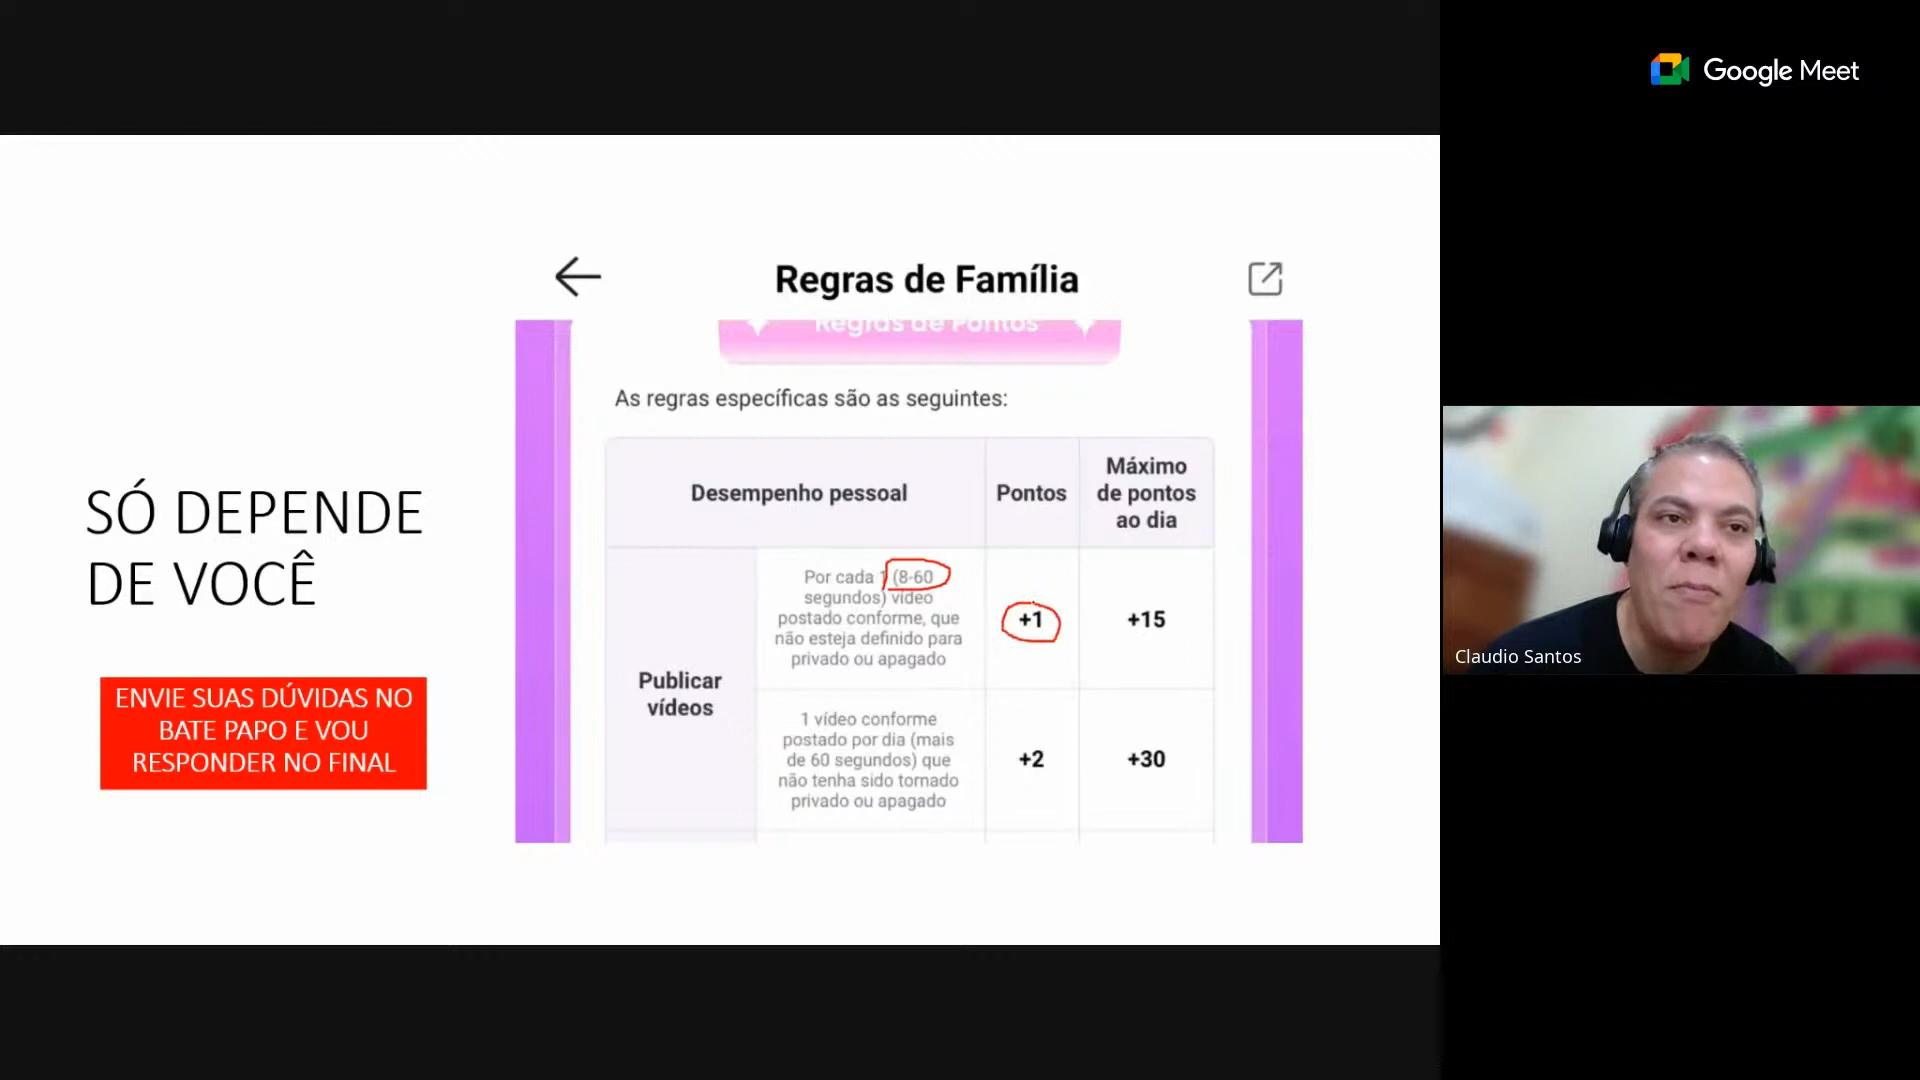 Google Meet
Regras de Família
Regras de Pontos
As regras específicas são as seguintes:
Desempenho pessoal
Pontos
Máximo
de pontos
ao dia
SÓ DEPENDE
DE VOCÊ
Publicar
vídeos
Por cada 1 (8-60
segundos) vídeo
postado conforme, que
não esteja definido para
privado ou apagado
+1
+15
1 vídeo conforme
postado por dia (mais
de 60 segundos) que
não tenha sido tornado
privado ou apagado
+2
+30
ENVIE SUAS DÚVIDAS NO
BATE PAPO E VOU
RESPONDER NO FINAL
Claudio Santos